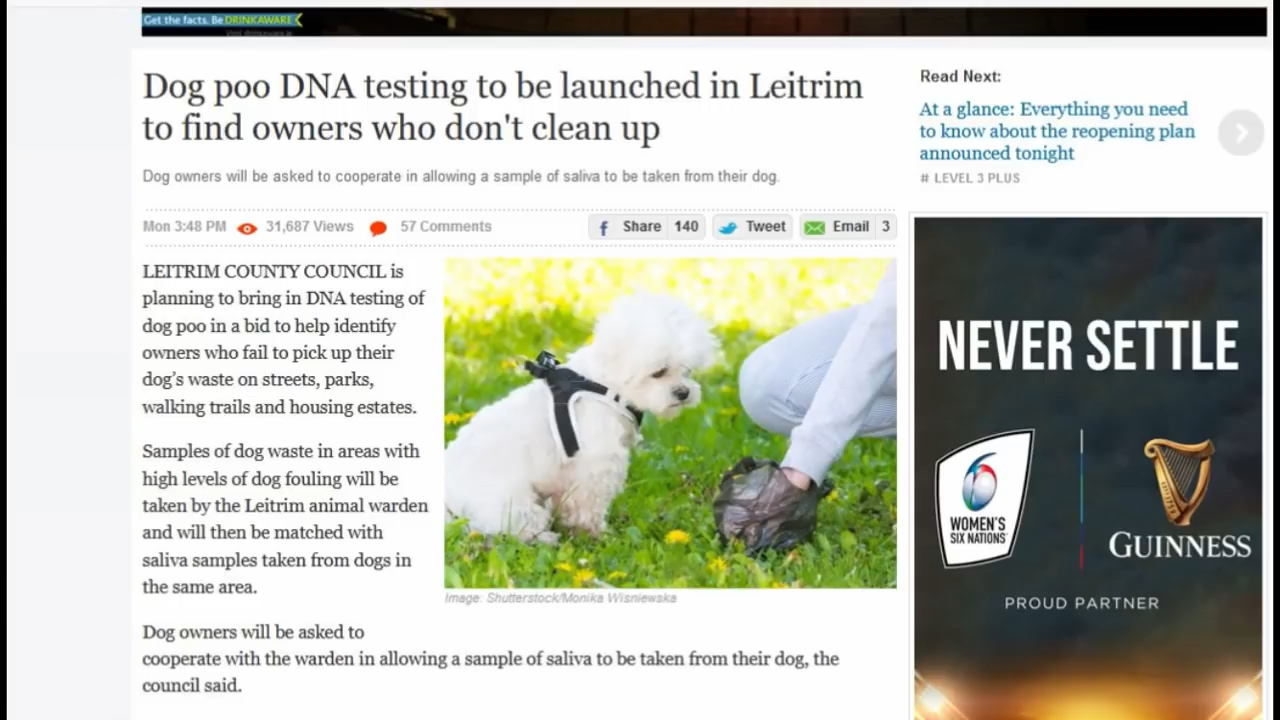 Get the facts. Be DRINKAWARE
Visit drinkaware.ie
Dog poo DNA testing to be launched in Leitrim
to find owners who don't clean up
Dog owners will be asked to cooperate in allowing a sample of saliva to be taken from their dog.
Mon 3:48 PM 31,687 Views 57 Comments Share 140 Tweet Email 3
LEITRIM COUNTY COUNCIL is
planning to bring in DNA testing of
dog poo in a bid to help identify
owners who fail to pick up their
dog’s waste on streets, parks,
walking trails and housing estates.
Samples of dog waste in areas with
high levels of dog fouling will be
taken by the Leitrim animal warden
and will then be matched with
saliva samples taken from dogs in
the same area.
Image: Shutterstock/Monika Wisniewska
Dog owners will be asked to
cooperate with the warden in allowing a sample of saliva to be taken from their dog, the
council said.
Read Next:
At a glance: Everything you need
to know about the reopening plan
announced tonight
# LEVEL 3 PLUS
NEVER SETTLE
6
WOMEN'S
SIX NATIONS
GUINNESS
PROUD PARTNER